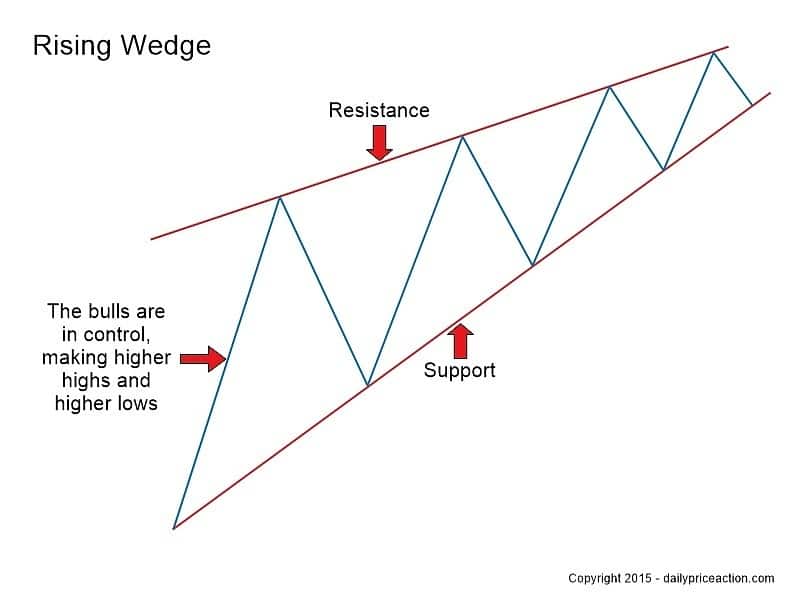 Rising Wedge
Resistance
The bulls are
in control,
making higher
highs and
higher lows
Support
Copyright 2015 - dailypriceaction.com